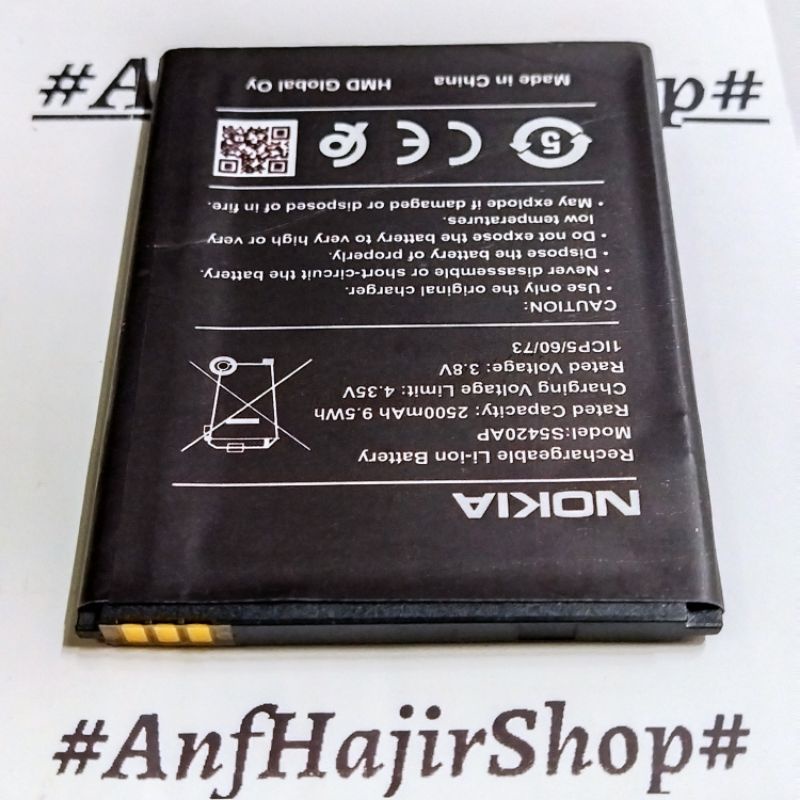 #A
Shop#
NOKIA
Rechargeable Li-ion Battery
Model:S5420AP
Rated Capacity: 2500mAh 9.5Wh
Charging Voltage Limit: 4.35V
Rated Voltage: 3.8V
1ICP5/60/73
CAUTION:
• Use only the original charger.
• Never disassemble or short-circuit the battery.
• Dispose the battery of properly.
• Do not expose the battery to very high or very
low temperatures.
• May explode if damaged or disposed of in fire.
5 CE
Made in China HMD Global Oy
#AnfHajirShop#